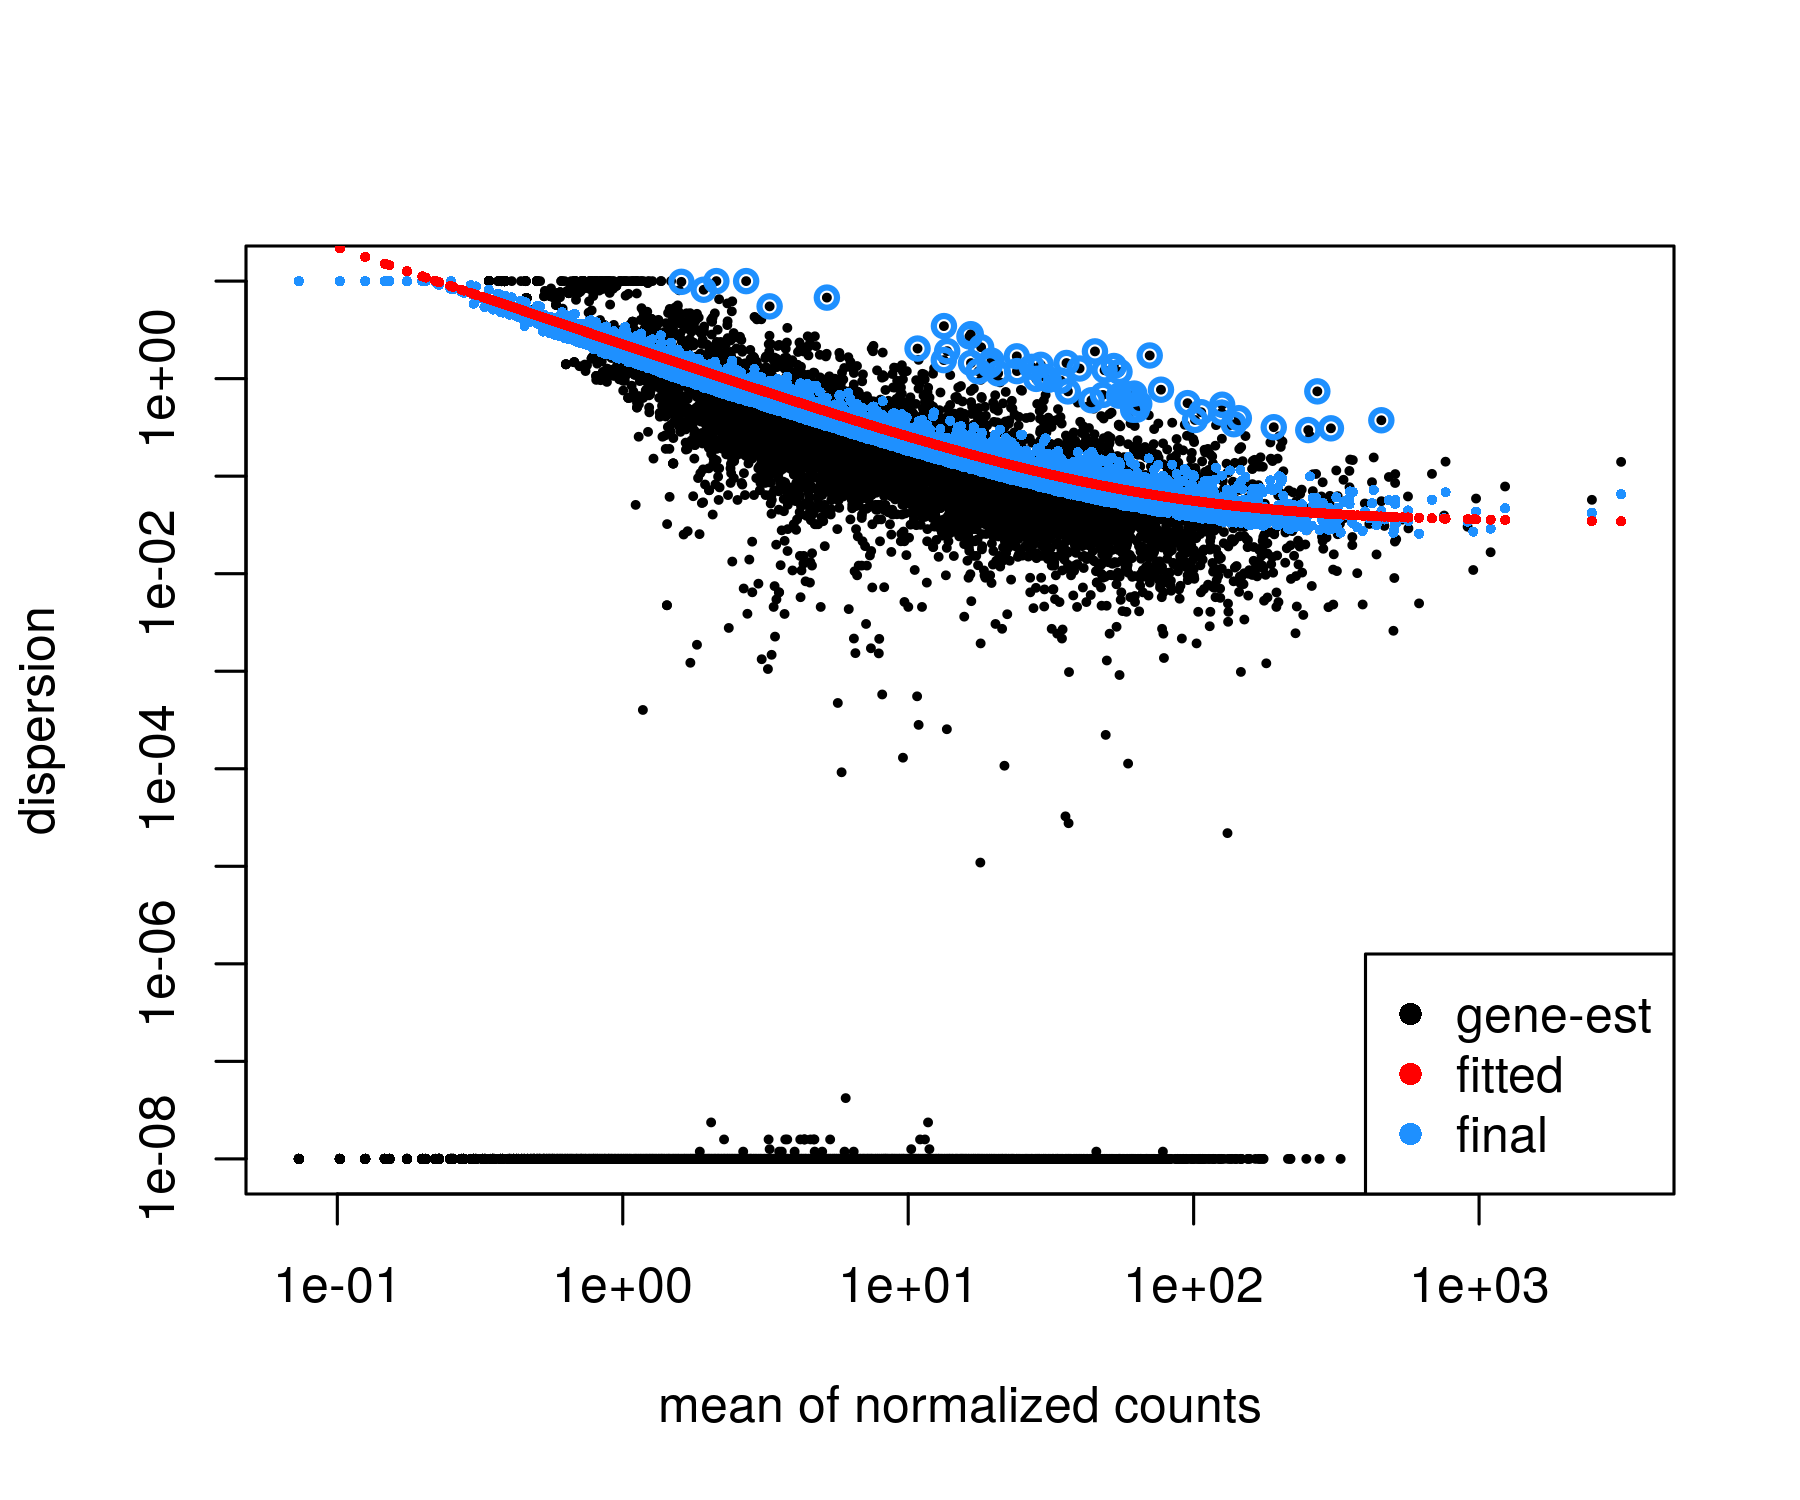 dispersion
1e+00
1e-02
1e-04
1e-06
1e-08
1e-01 1e+00 1e+01 1e+02 1e+03
mean of normalized counts
gene-est
fitted
final